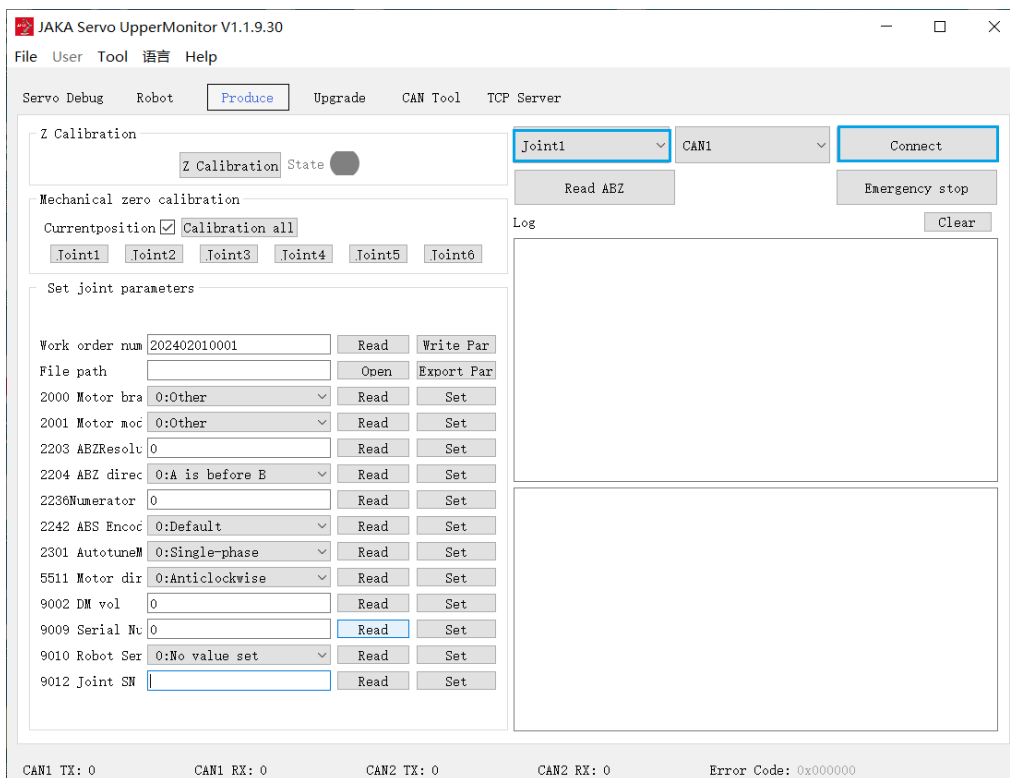 JAKA Servo UpperMonitor V1.1.9.30
File User Tool 语言 Help
Servo Debug Robot Produce Upgrade CAN Tool TCP Server
Z Calibration
Z Calibration State
Joint1 CAN1 Connect
Read ABZ Emergency stop
Mechanical zero calibration
Currentposition Calibration all
Joint1 Joint2 Joint3 Joint4 Joint5 Joint6
Log Clear
Set joint parameters
Work order num 202402010001 Read Write Par
File path Open Export Par
2000 Motor bra 0:Other Read Set
2001 Motor mod 0:Other Read Set
2203 ABZResolu 0 Read Set
2204 ABZ direc 0:A is before B Read Set
2236Numerator 0 Read Set
2242 ABS Encod 0:Default Read Set
2301 AutotuneM 0:Single-phase Read Set
5511 Motor dir 0:Anticlockwise Read Set
9002 DM vol 0 Read Set
9009 Serial Nu 0 Read Set
9010 Robot Ser 0:No value set Read Set
9012 Joint SN Read Set
CAN1 TX: 0 CAN1 RX: 0 CAN2 TX: 0 CAN2 RX: 0 Error Code: 0x000000